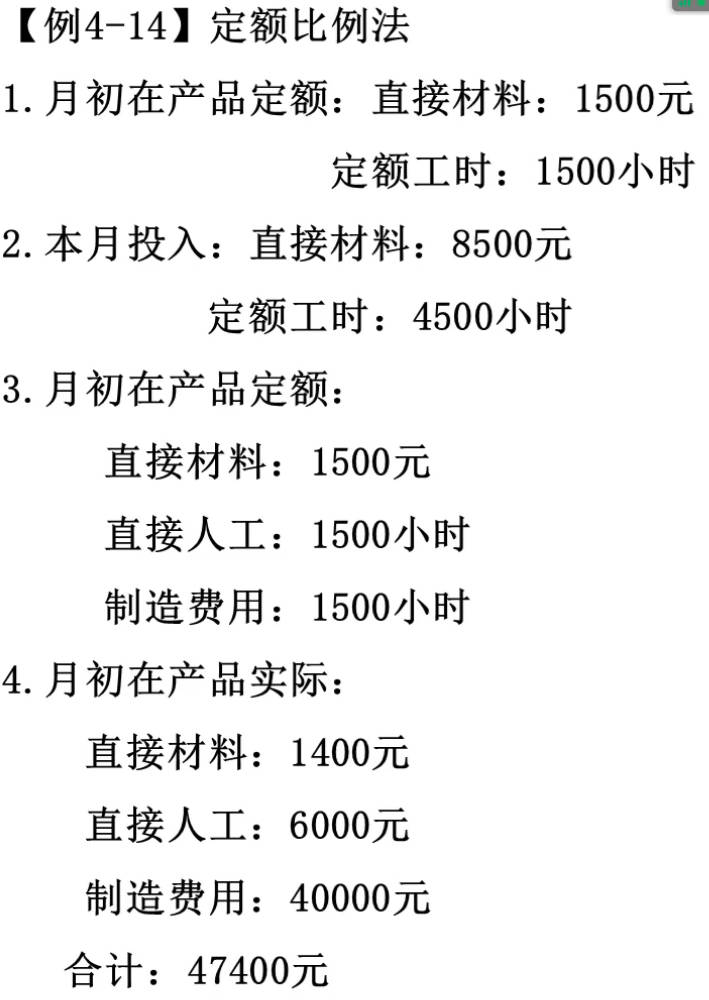 【例4-14】定额比例法
1.月初在产品定额：直接材料：1500元
定额工时：1500小时
2.本月投入：直接材料：8500元
定额工时：4500小时
3.月初在产品定额：
直接材料：1500元
直接人工：1500小时
制造费用：1500小时
4.月初在产品实际：
直接材料：1400元
直接人工：6000元
制造费用：40000元
合计：47400元